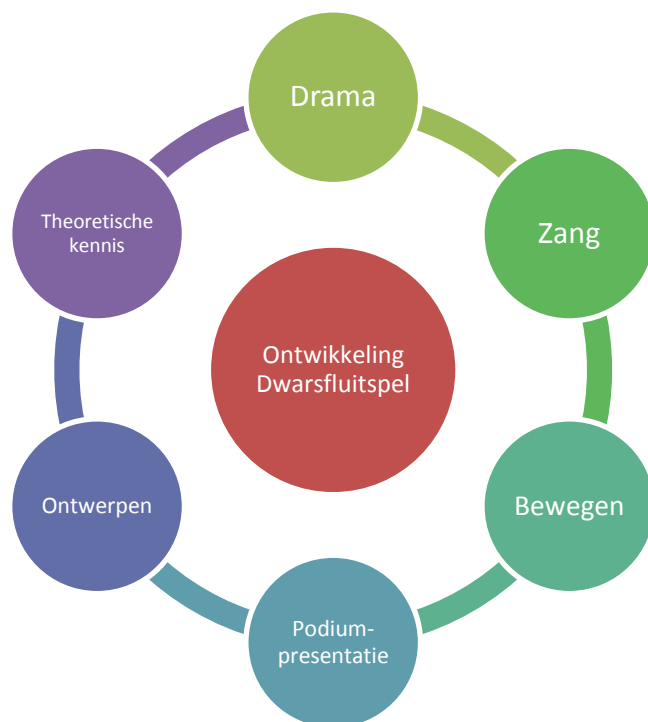 Drama
Zang
Bewegen
Podium-
presentatie
Ontwerpen
Theoretische
kennis
Ontwikkeling
Dwarsfluitspel